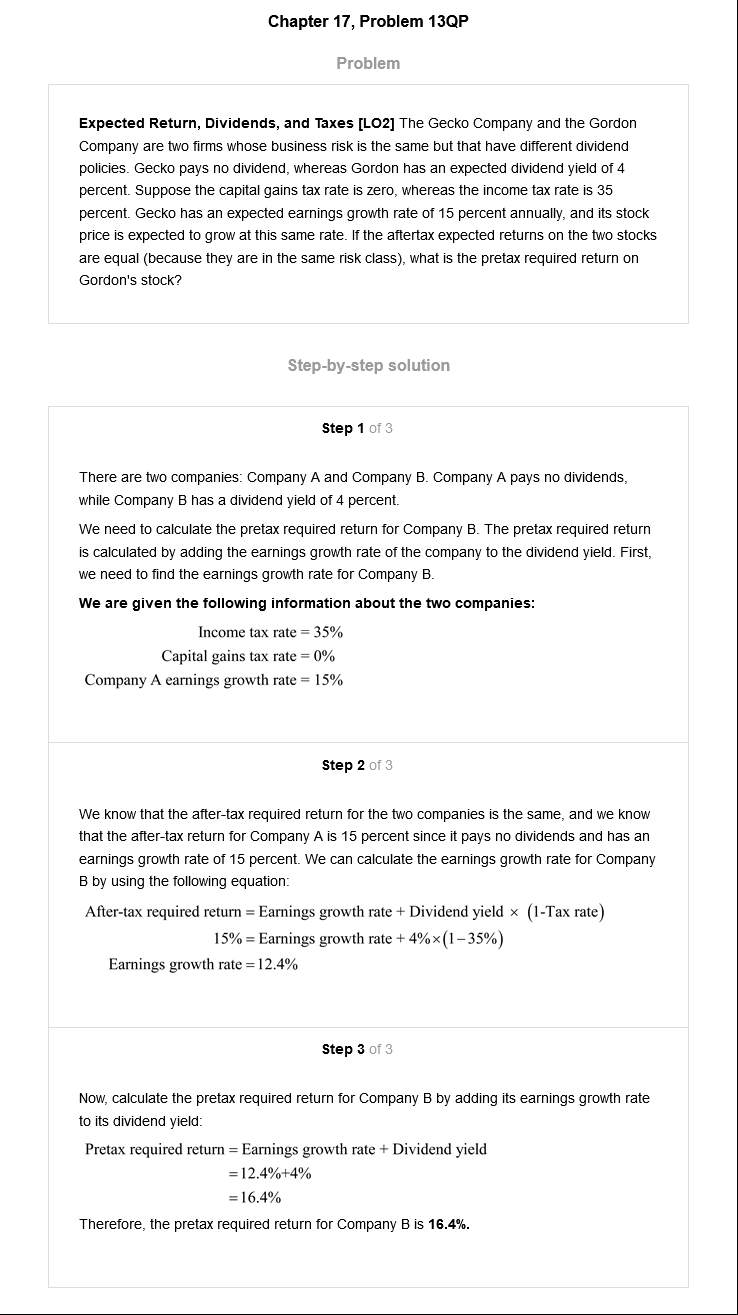 Chapter 17, Problem 13QP
Problem
Expected Return, Dividends, and Taxes [LO2] The Gecko Company and the Gordon
Company are two firms whose business risk is the same but that have different dividend
policies. Gecko pays no dividend, whereas Gordon has an expected dividend yield of 4
percent. Suppose the capital gains tax rate is zero, whereas the income tax rate is 35
percent. Gecko has an expected earnings growth rate of 15 percent annually, and its stock
price is expected to grow at this same rate. If the aftertax expected returns on the two stocks
are equal (because they are in the same risk class), what is the pretax required return on
Gordon's stock?
Step-by-step solution
Step 1 of 3
There are two companies: Company A and Company B. Company A pays no dividends,
while Company B has a dividend yield of 4 percent.
We need to calculate the pretax required return for Company B. The pretax required return
is calculated by adding the earnings growth rate of the company to the dividend yield. First,
we need to find the earnings growth rate for Company B.
We are given the following information about the two companies:
Income tax rate = 35%
Capital gains tax rate = 0%
Company A earnings growth rate = 15%
Step 2 of 3
We know that the after-tax required return for the two companies is the same, and we know
that the after-tax return for Company A is 15 percent since it pays no dividends and has an
earnings growth rate of 15 percent. We can calculate the earnings growth rate for Company
B by using the following equation:
After-tax required return = Earnings growth rate + Dividend yield × (1-Tax rate)
15% = Earnings growth rate + 4%×(1−35%)
Earnings growth rate = 12.4%
Step 3 of 3
Now, calculate the pretax required return for Company B by adding its earnings growth rate
to its dividend yield:
Pretax required return = Earnings growth rate + Dividend yield
= 12.4%+4%
= 16.4%
Therefore, the pretax required return for Company B is 16.4%.